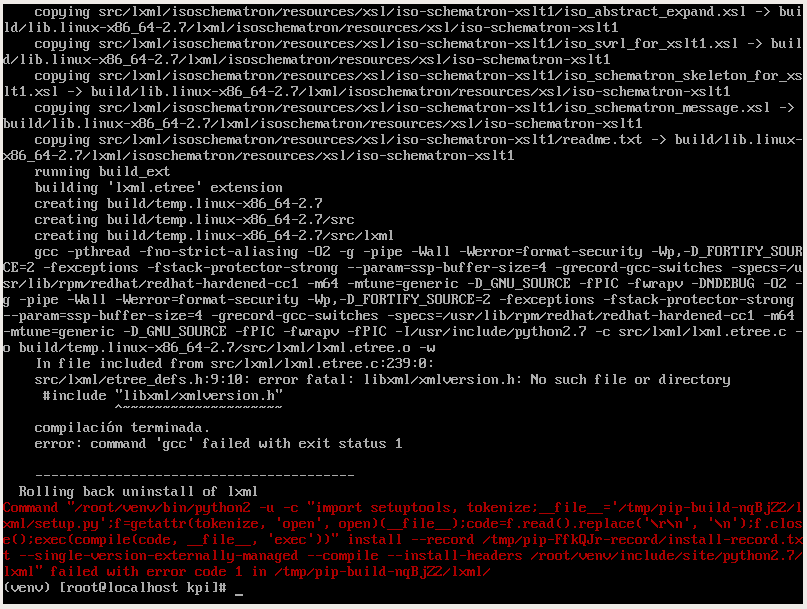 copying src/lxml/isoschematron/resources/xsl/iso-schematron-xslt1/iso_abstract_expand.xsl -> bui
ld/lib.linux-x86_64-2.7/lxml/isoschematron/resources/xsl/iso-schematron-xslt1
copying src/lxml/isoschematron/resources/xsl/iso-schematron-xslt1/iso_svrl_for_xslt1.xsl -> buil
d/lib.linux-x86_64-2.7/lxml/isoschematron/resources/xsl/iso-schematron-xslt1
copying src/lxml/isoschematron/resources/xsl/iso-schematron-xslt1/iso_schematron_skeleton_for_xs
lt1.xsl -> build/lib.linux-x86_64-2.7/lxml/isoschematron/resources/xsl/iso-schematron-xslt1
copying src/lxml/isoschematron/resources/xsl/iso-schematron-xslt1/iso_schematron_message.xsl -> 
build/lib.linux-x86_64-2.7/lxml/isoschematron/resources/xsl/iso-schematron-xslt1
copying src/lxml/isoschematron/resources/xsl/iso-schematron-xslt1/readme.txt -> build/lib.linux-
x86_64-2.7/lxml/isoschematron/resources/xsl/iso-schematron-xslt1
running build_ext
building 'lxml.etree' extension
creating build/temp.linux-x86_64-2.7
creating build/temp.linux-x86_64-2.7/src
creating build/temp.linux-x86_64-2.7/src/lxml
gcc -pthread -fno-strict-aliasing -O2 -g -pipe -Wall -Werror=format-security -Wp,-D_FORTIFY_SOUR
CE=2 -fexceptions -fstack-protector-strong --param=ssp-buffer-size=4 -grecord-gcc-switches -specs=/u
sr/lib/rpm/redhat/redhat-hardened-cc1 -m64 -mtune=generic -D_GNU_SOURCE -fPIC -fwrapv -DNDEBUG -O2 -
g -pipe -Wall -Werror=format-security -Wp,-D_FORTIFY_SOURCE=2 -fexceptions -fstack-protector-strong 
--param=ssp-buffer-size=4 -grecord-gcc-switches -specs=/usr/lib/rpm/redhat/redhat-hardened-cc1 -m64 
-mtune=generic -D_GNU_SOURCE -fPIC -fwrapv -fPIC -I/usr/include/python2.7 -c src/lxml/lxml.etree.c -
o build/temp.linux-x86_64-2.7/src/lxml/lxml.etree.o -w
In file included from src/lxml/lxml.etree.c:239:0:
src/lxml/etree_defs.h:9:10: error fatal: libxml/xmlversion.h: No such file or directory
#include "libxml/xmlversion.h"
^~~~~~~~~~~~~~~~~~~~~
compilación terminada.
error: command 'gcc' failed with exit status 1
----------------------------------------
Rolling back uninstall of lxml
Command "/root/venv/bin/python2 -u -c "import setuptools, tokenize;__file__='/tmp/pip-build-nqBjZZ/l
xml/setup.py';f=getattr(tokenize, 'open', open)(__file__);code=f.read().replace('\r\n', '\n');f.clos
e();exec(compile(code, __file__, 'exec'))" install --record /tmp/pip-FfkQJr-record/install-record.tx
t --single-version-externally-managed --compile --install-headers /root/venv/include/site/python2.7/
lxml" failed with error code 1 in /tmp/pip-build-nqBjZZ/lxml/
(venv) [root@localhost kpi]# _